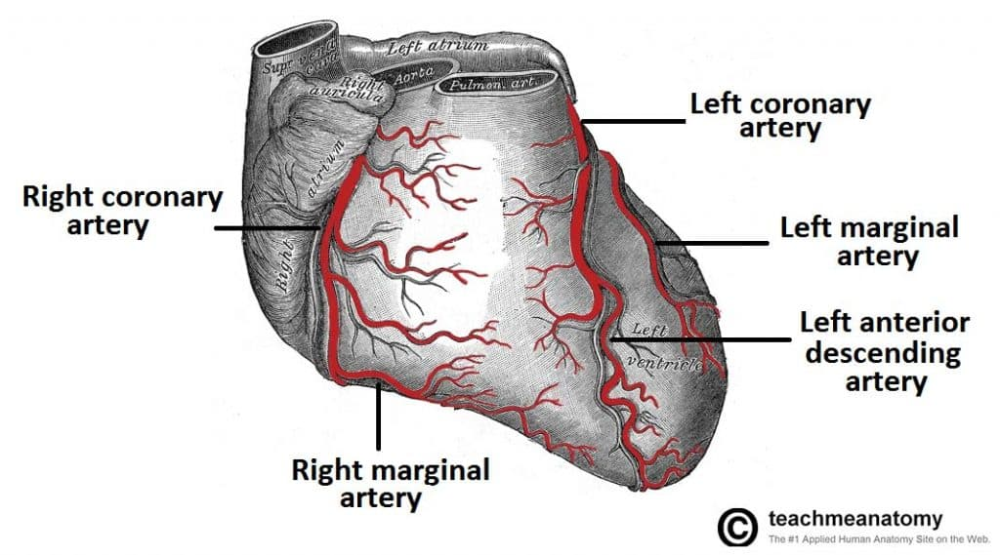 Left atrium
Supr vena
cava
Right
auricula
Aorta
Pulmon. art.
Left coronary
artery
Right coronary
artery
atrium
Right
Left marginal
artery
Left
ventricle
Left anterior
descending
artery
Right marginal
artery
© teachmeanatomy
The #1 Applied Human Anatomy Site on the Web.